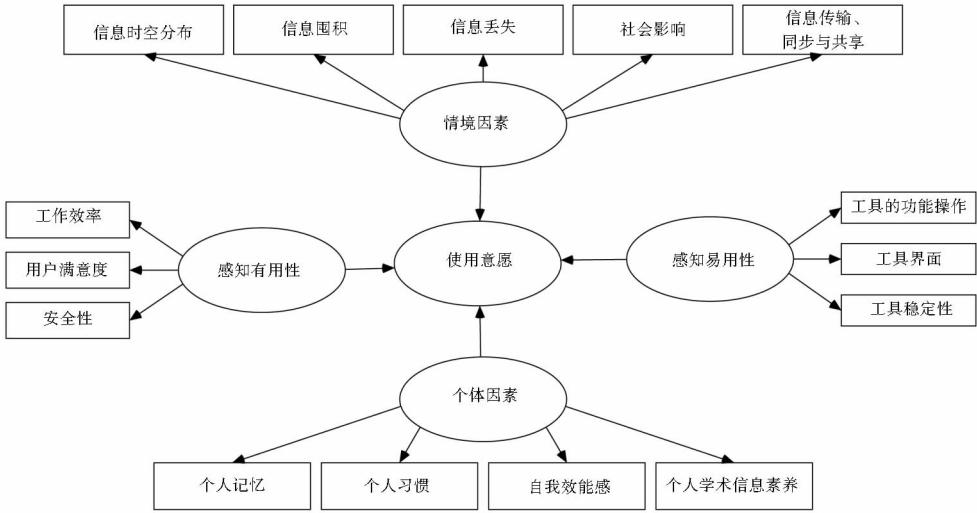 信息时空分布
信息囤积
信息丢失
社会影响
信息传输、
同步与共享
情境因素
工作效率
用户满意度
安全性
感知有用性
使用意愿
感知易用性
工具的功能操作
工具界面
工具稳定性
个体因素
个人记忆
个人习惯
自我效能感
个人学术信息素养